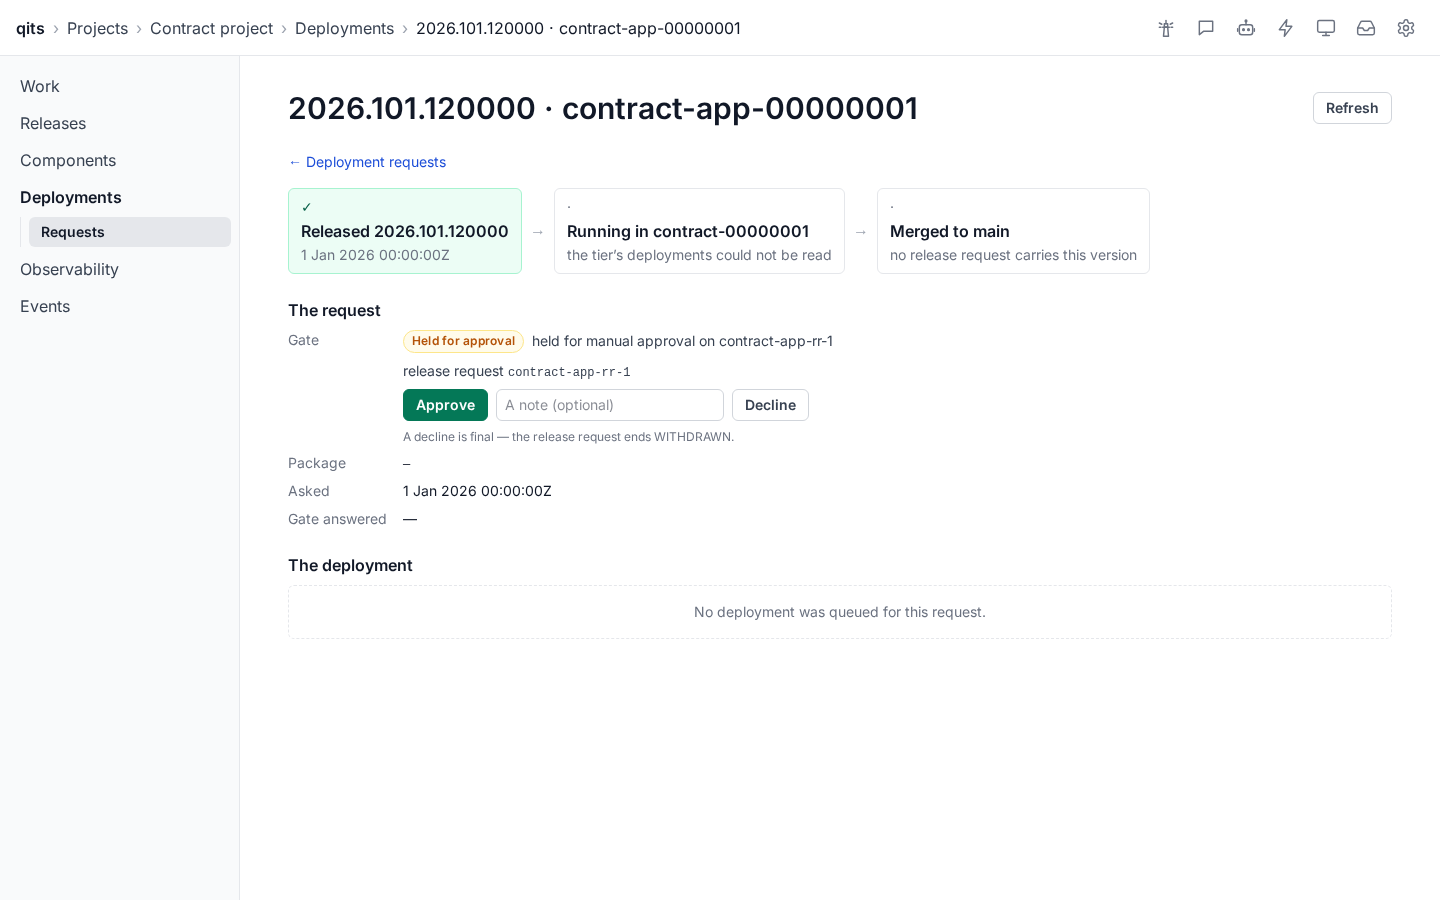 qits › Projects › Contract project › Deployments › 2026.101.120000 · contract-app-00000001
Work
Releases
Components
Deployments
Requests
Observability
Events
2026.101.120000 · contract-app-00000001
Refresh
← Deployment requests
✓
Released 2026.101.120000
1 Jan 2026 00:00:00Z
→
·
Running in contract-00000001
the tier’s deployments could not be read
→
·
Merged to main
no release request carries this version
The request
Gate
Held for approval held for manual approval on contract-app-rr-1
release request contract-app-rr-1
Approve A note (optional) Decline
A decline is final — the release request ends WITHDRAWN.
Package –
Asked 1 Jan 2026 00:00:00Z
Gate answered —
The deployment
No deployment was queued for this request.